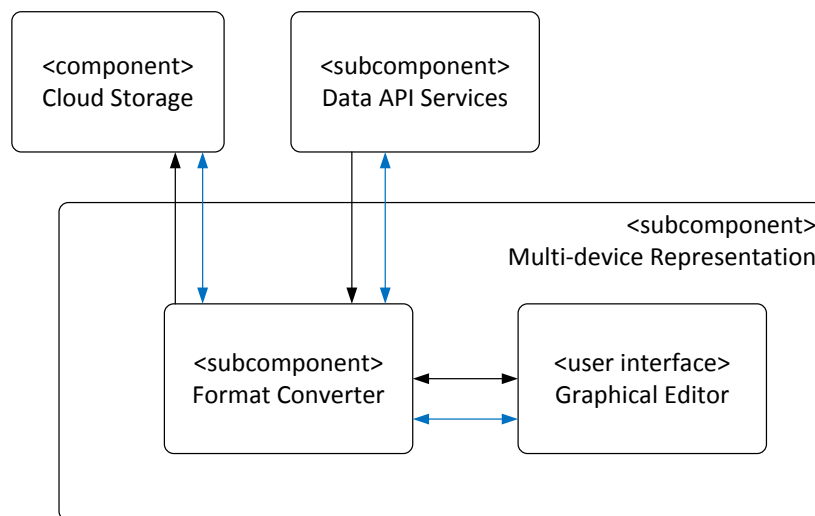 <component>
Cloud Storage
<subcomponent>
Data API Services
<subcomponent>
Multi-device Representation
<subcomponent>
Format Converter
<user interface>
Graphical Editor